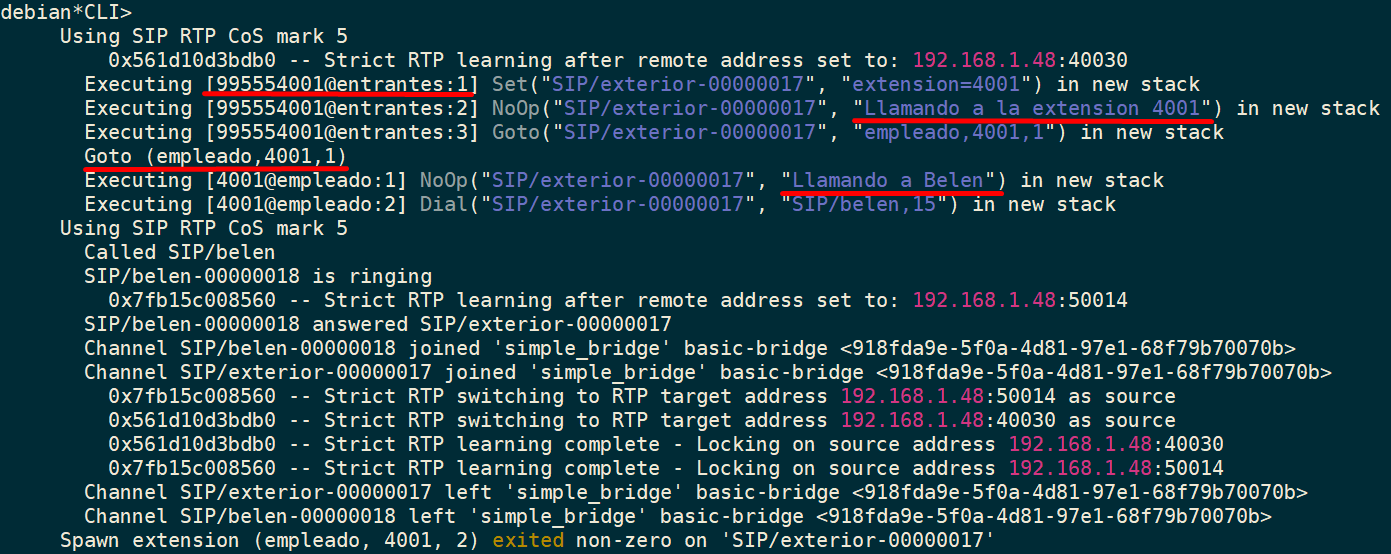 debian*CLI>
Using SIP RTP CoS mark 5
0x561d10d3bdb0 -- Strict RTP learning after remote address set to: 192.168.1.48:40030
Executing [995554001@entrantes:1] Set("SIP/exterior-00000017", "extension=4001") in new stack
Executing [995554001@entrantes:2] NoOp("SIP/exterior-00000017", "Llamando a la extension 4001") in new stack
Executing [995554001@entrantes:3] Goto("SIP/exterior-00000017", "empleado,4001,1") in new stack
Goto (empleado,4001,1)
Executing [4001@empleado:1] NoOp("SIP/exterior-00000017", "Llamando a Belen") in new stack
Executing [4001@empleado:2] Dial("SIP/exterior-00000017", "SIP/belen,15") in new stack
Using SIP RTP CoS mark 5
Called SIP/belen
SIP/belen-00000018 is ringing
0x7fb15c008560 -- Strict RTP learning after remote address set to: 192.168.1.48:50014
SIP/belen-00000018 answered SIP/exterior-00000017
Channel SIP/belen-00000018 joined 'simple_bridge' basic-bridge <918fda9e-5f0a-4d81-97e1-68f79b70070b>
Channel SIP/exterior-00000017 joined 'simple_bridge' basic-bridge <918fda9e-5f0a-4d81-97e1-68f79b70070b>
0x7fb15c008560 -- Strict RTP switching to RTP target address 192.168.1.48:50014 as source
0x561d10d3bdb0 -- Strict RTP switching to RTP target address 192.168.1.48:40030 as source
0x561d10d3bdb0 -- Strict RTP learning complete - Locking on source address 192.168.1.48:40030
0x7fb15c008560 -- Strict RTP learning complete - Locking on source address 192.168.1.48:50014
Channel SIP/exterior-00000017 left 'simple_bridge' basic-bridge <918fda9e-5f0a-4d81-97e1-68f79b70070b>
Channel SIP/belen-00000018 left 'simple_bridge' basic-bridge <918fda9e-5f0a-4d81-97e1-68f79b70070b>
Spawn extension (empleado, 4001, 2) exited non-zero on 'SIP/exterior-00000017'